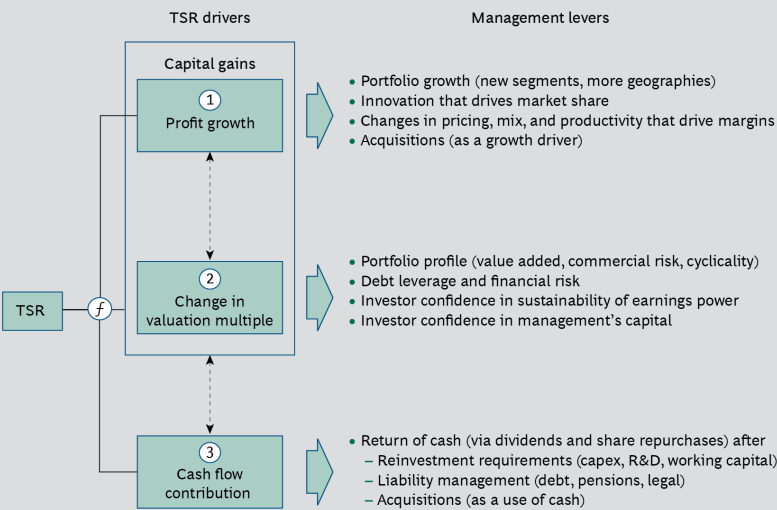 TSR drivers
Management levers
Capital gains
1
Profit growth
• Portfolio growth (new segments, more geographies)
• Innovation that drives market share
• Changes in pricing, mix, and productivity that drive margins
• Acquisitions (as a growth driver)
TSR
f
2
Change in
valuation multiple
• Portfolio profile (value added, commercial risk, cyclicality)
• Debt leverage and financial risk
• Investor confidence in sustainability of earnings power
• Investor confidence in management's capital
3
Cash flow
contribution
• Return of cash (via dividends and share repurchases) after
– Reinvestment requirements (capex, R&D, working capital)
– Liability management (debt, pensions, legal)
– Acquisitions (as a use of cash)